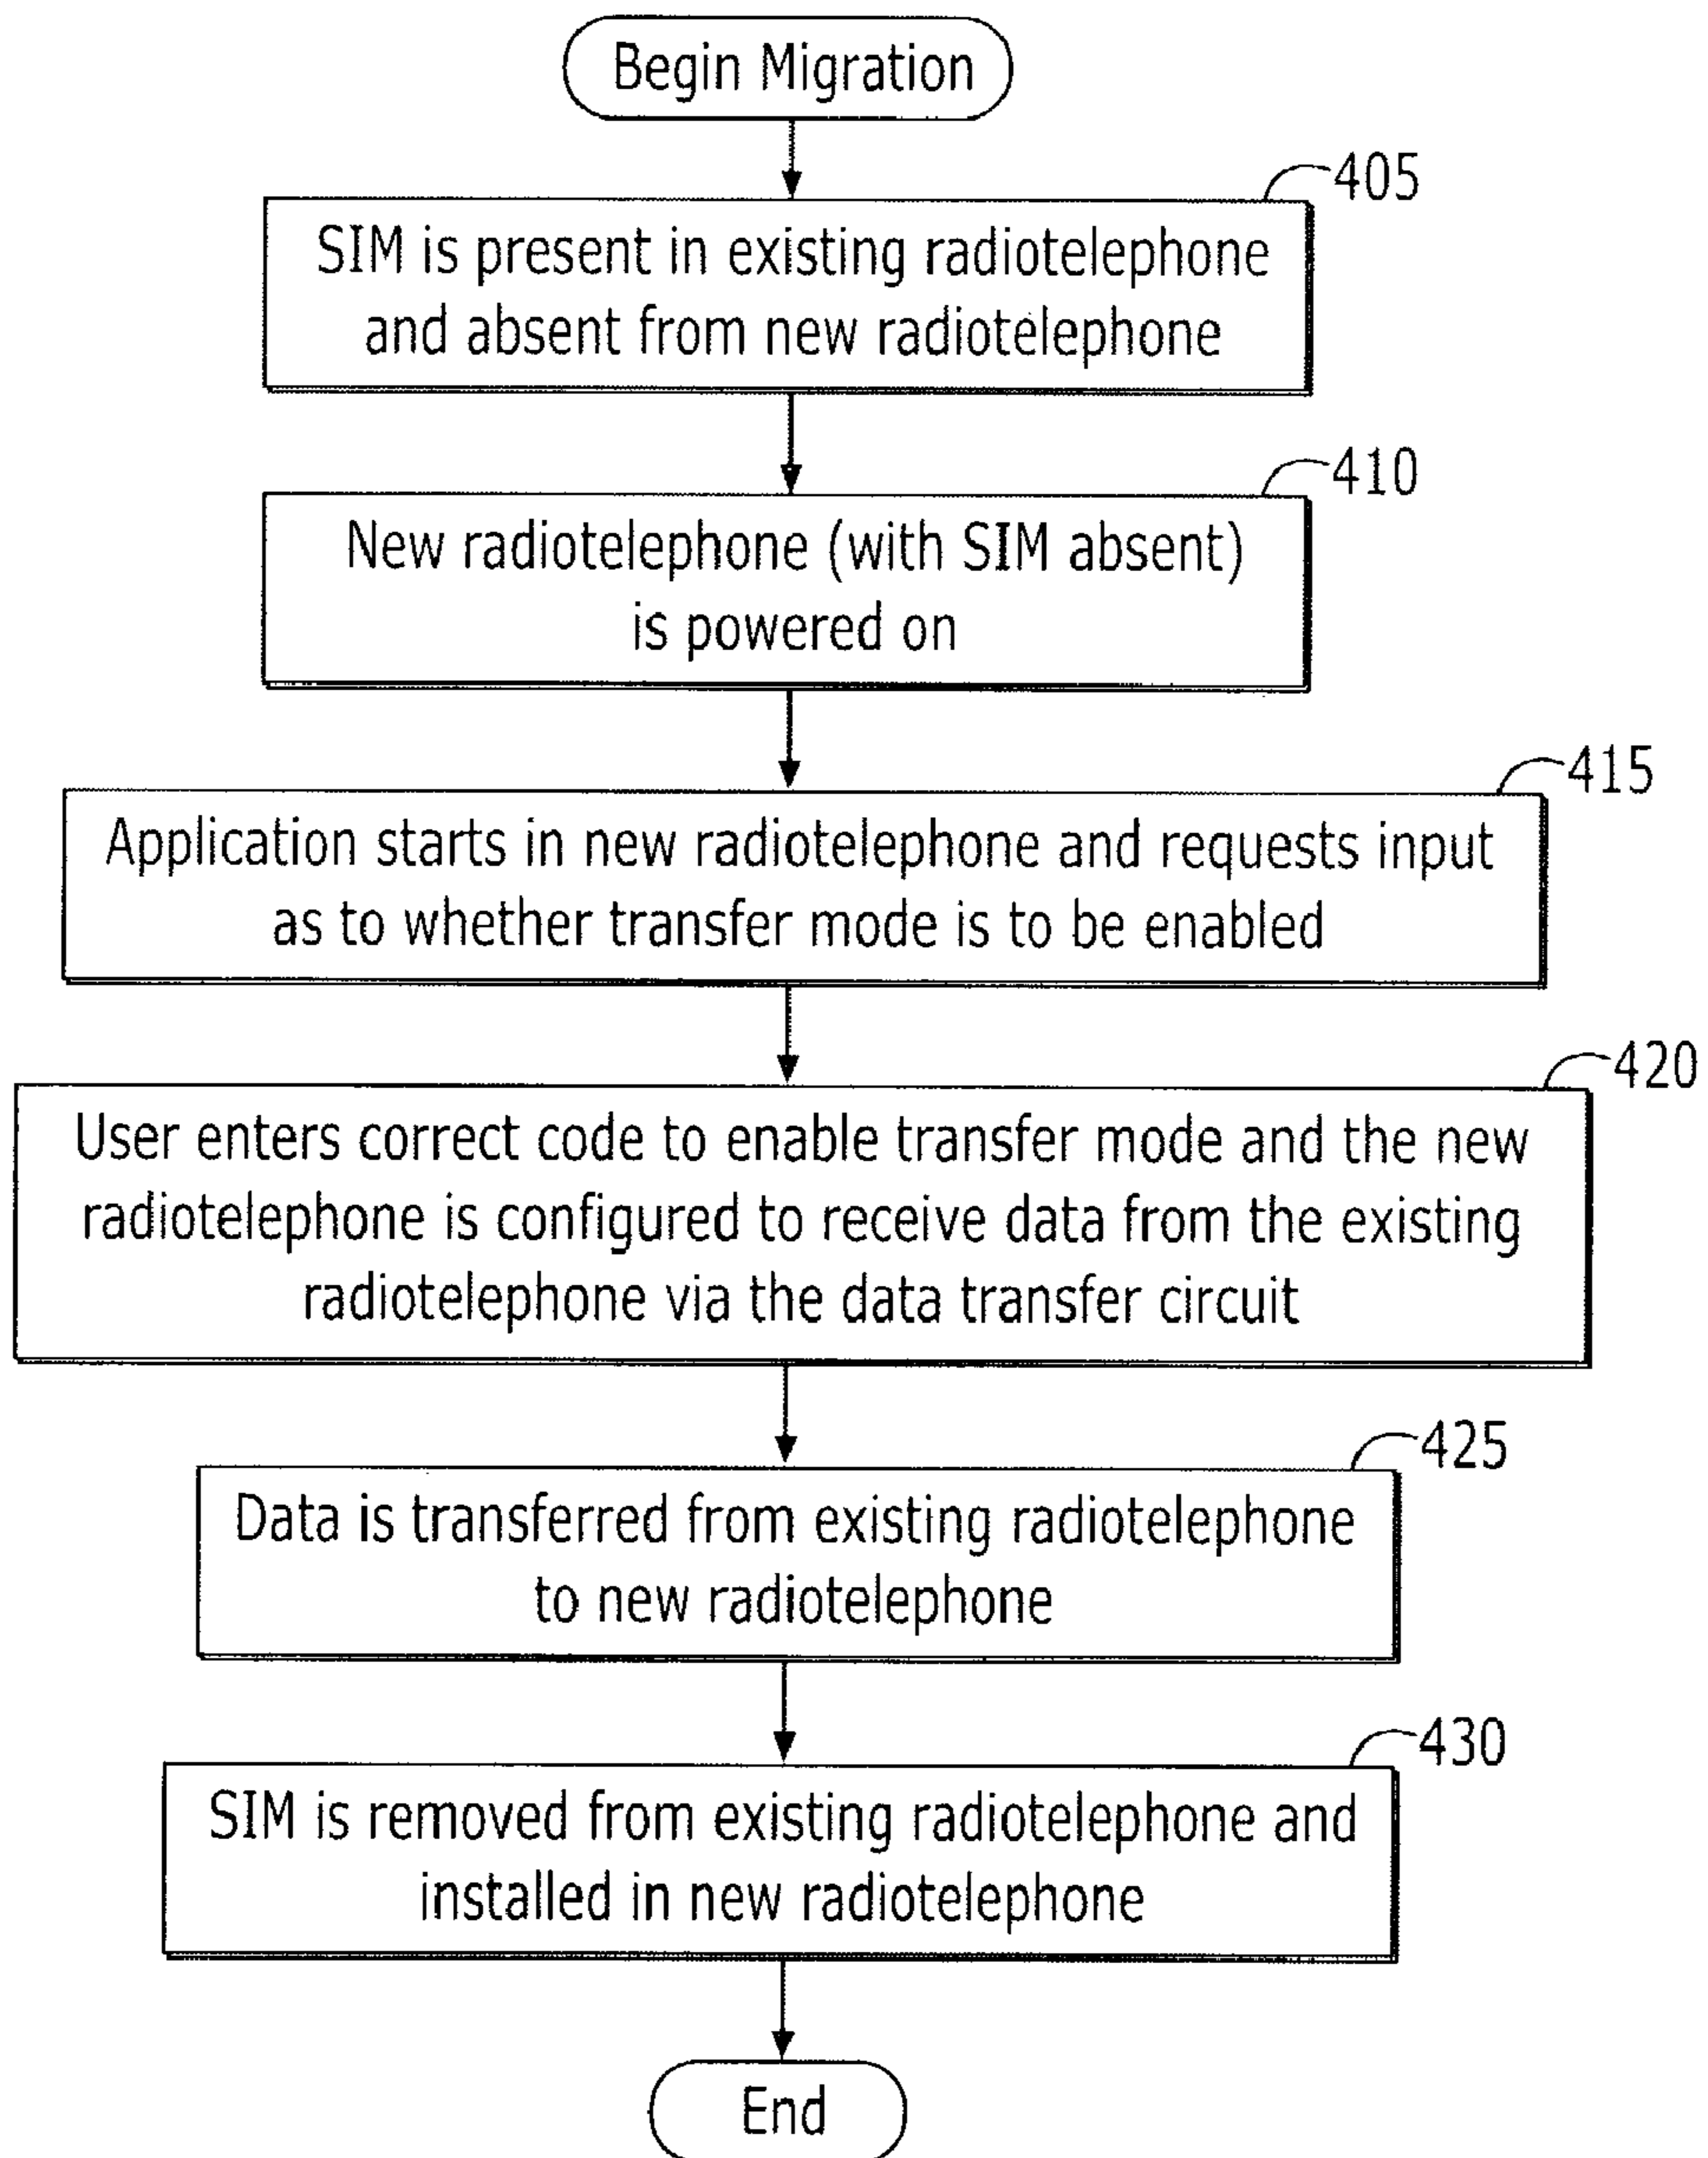 Begin Migration
405
SIM is present in existing radiotelephone
and absent from new radiotelephone
410
New radiotelephone (with SIM absent)
is powered on
415
Application starts in new radiotelephone and requests input
as to whether transfer mode is to be enabled
420
User enters correct code to enable transfer mode and the new
radiotelephone is configured to receive data from the existing
radiotelephone via the data transfer circuit
425
Data is transferred from existing radiotelephone
to new radiotelephone
430
SIM is removed from existing radiotelephone and
installed in new radiotelephone
End